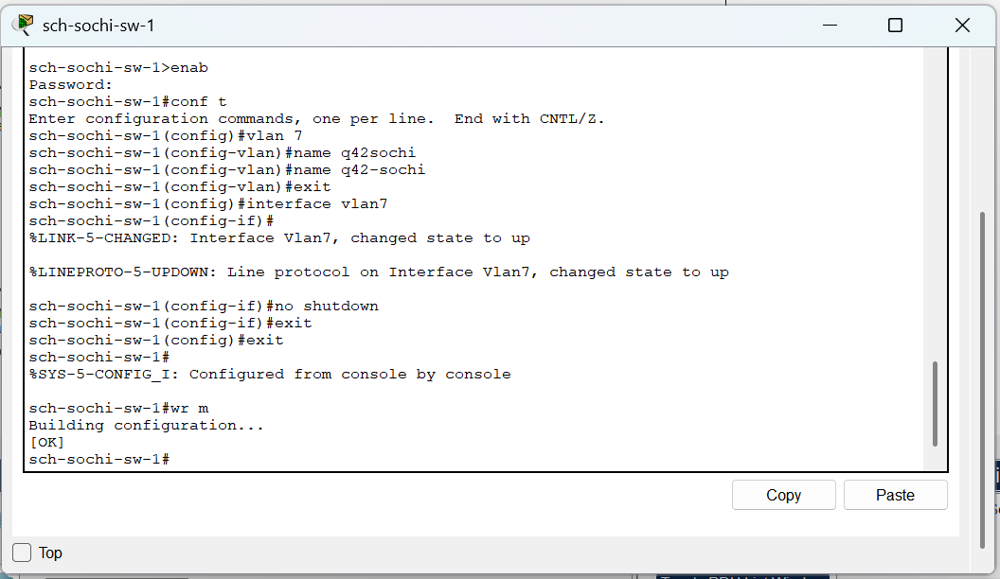 sch-sochi-sw-1
sch-sochi-sw-1>enab
Password:
sch-sochi-sw-1#conf t
Enter configuration commands, one per line.  End with CNTL/Z.
sch-sochi-sw-1(config)#vlan 7
sch-sochi-sw-1(config-vlan)#name q42sochi
sch-sochi-sw-1(config-vlan)#name q42-sochi
sch-sochi-sw-1(config-vlan)#exit
sch-sochi-sw-1(config)#interface vlan7
sch-sochi-sw-1(config-if)#
%LINK-5-CHANGED: Interface Vlan7, changed state to up
%LINEPROTO-5-UPDOWN: Line protocol on Interface Vlan7, changed state to up
sch-sochi-sw-1(config-if)#no shutdown
sch-sochi-sw-1(config-if)#exit
sch-sochi-sw-1(config)#exit
sch-sochi-sw-1#
%SYS-5-CONFIG_I: Configured from console by console
sch-sochi-sw-1#wr m
Building configuration...
[OK]
sch-sochi-sw-1#
Copy
Paste
Top